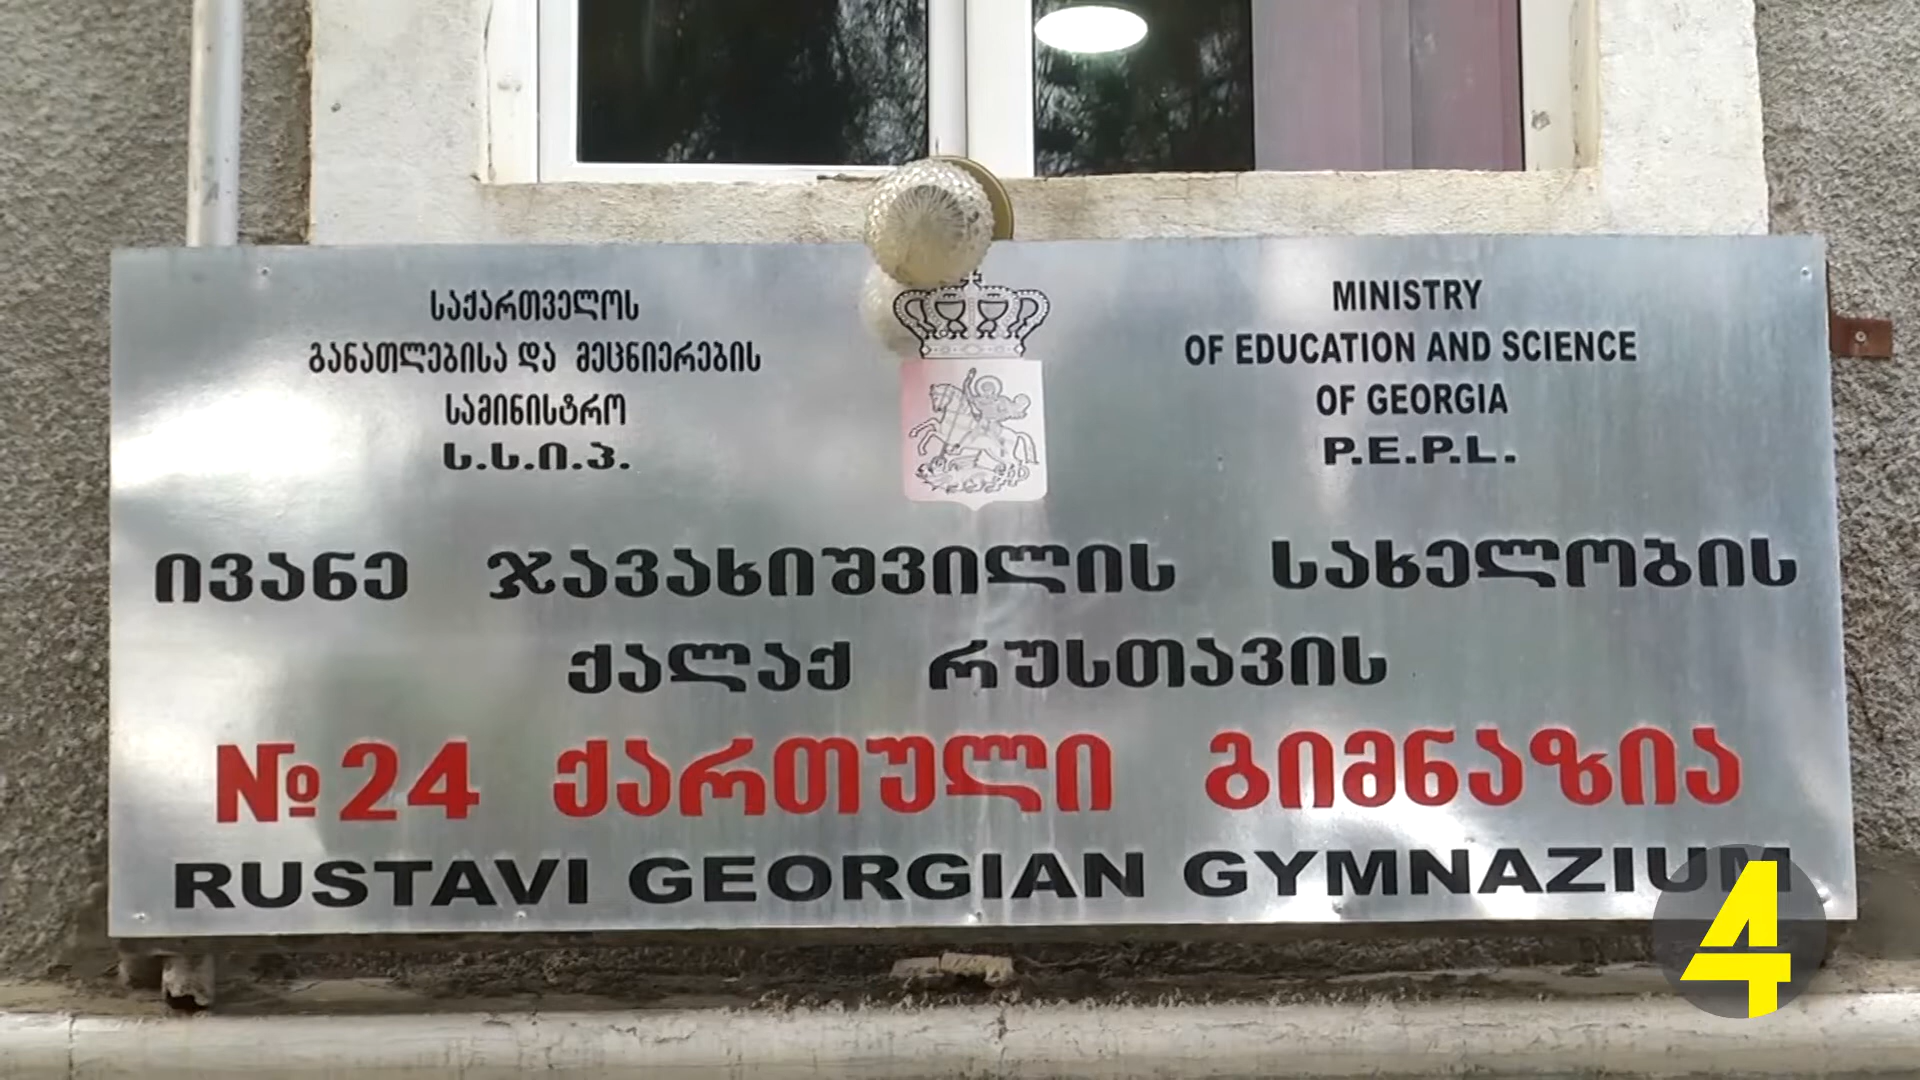 საქართველოს
განათლებისა და მეცნიერების
სამინისტრო
ს.ს.ი.პ.
MINISTRY
OF EDUCATION AND SCIENCE
OF GEORGIA
P.E.P.L.
ივანე ჯავახიშვილის სახელობის
ქალაქ რუსთავის
№24 ქართული გიმნაზია
RUSTAVI GEORGIAN GYMNAZIUM
4